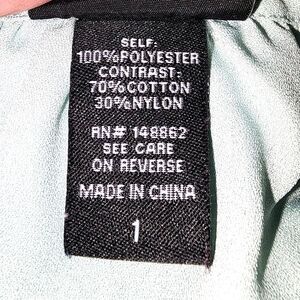 SELF:
100%POLYESTER
CONTRAST:
70%COTTON
30%NYLON
RN# 148862
SEE CARE
ON REVERSE
MADE IN CHINA
1